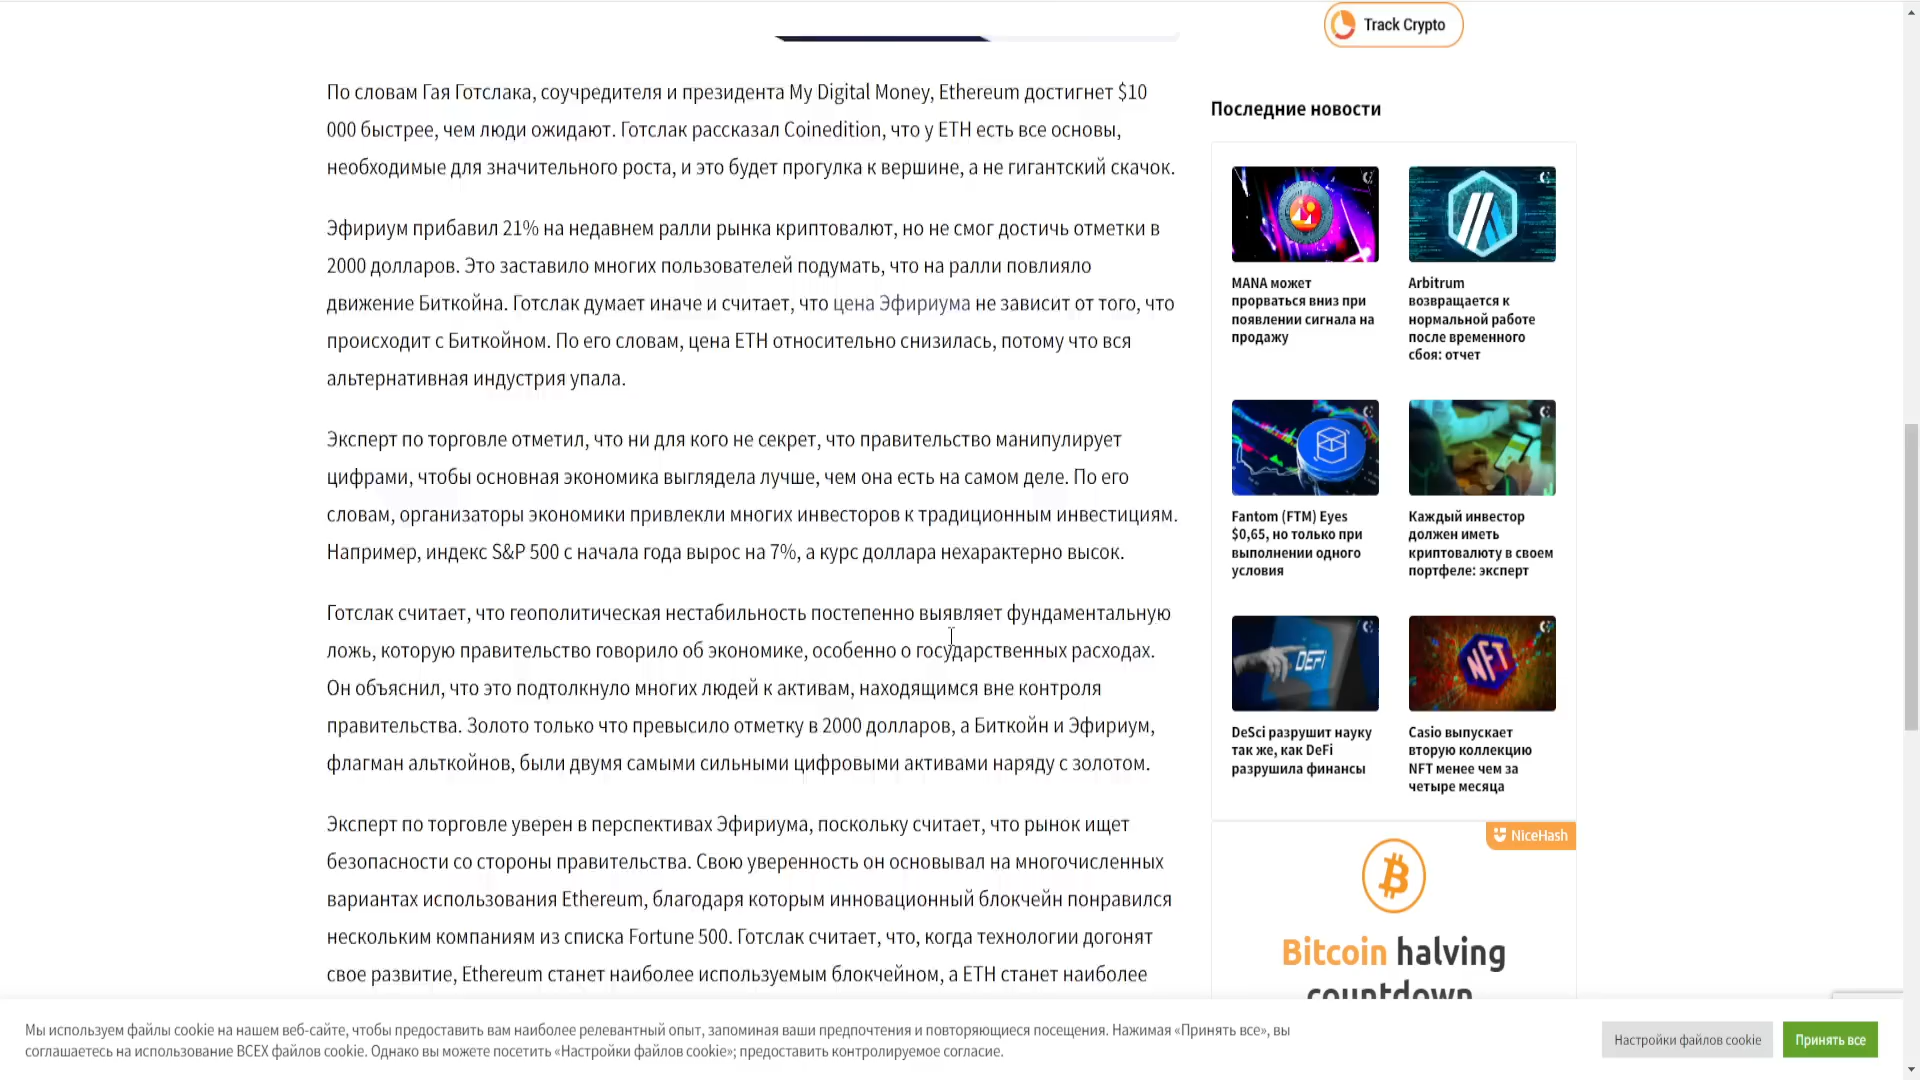 Track Crypto
По словам Гая Готслака, соучредителя и президента My Digital Money, Ethereum достигнет $10
000 быстрее, чем люди ожидают. Готслак рассказал Coinedition, что у ETH есть все основы,
необходимые для значительного роста, и это будет прогулка к вершине, а не гигантский скачок.
Эфириум прибавил 21% на недавнем ралли рынка криптовалют, но не смог достичь отметки в
2000 долларов. Это заставило многих пользователей подумать, что на ралли повлияло
движение Биткойна. Готслак думает иначе и считает, что цена Эфириума не зависит от того, что
происходит с Биткойном. По его словам, цена ETH относительно снизилась, потому что вся
альтернативная индустрия упала.
Эксперт по торговле отметил, что ни для кого не секрет, что правительство манипулирует
цифрами, чтобы основная экономика выглядела лучше, чем она есть на самом деле. По его
словам, организаторы экономики привлекли многих инвесторов к традиционным инвестициям.
Например, индекс S&P 500 с начала года вырос на 7%, а курс доллара нехарактерно высок.
Готслак считает, что геополитическая нестабильность постепенно выявляет фундаментальную
ложь, которую правительство говорило об экономике, особенно о государственных расходах.
Он объяснил, что это подтолкнуло многих людей к активам, находящимся вне контроля
правительства. Золото только что превысило отметку в 2000 долларов, а Биткойн и Эфириум,
флагман альткойнов, были двумя самыми сильными цифровыми активами наряду с золотом.
Эксперт по торговле уверен в перспективах Эфириума, поскольку считает, что рынок ищет
безопасности со стороны правительства. Свою уверенность он основывал на многочисленных
вариантах использования Ethereum, благодаря которым инновационный блокчейн понравился
нескольким компаниям из списка Fortune 500. Готслак считает, что, когда технологии догонят
свое развитие, Ethereum станет наиболее используемым блокчейном, а ETH станет наиболее
Последние новости
MANA может
прорваться вниз при
появлении сигнала на
продажу
Arbitrum
возвращается к
нормальной работе
после временного
сбоя: отчет
Fantom (FTM) Eyes
$0,65, но только при
выполнении одного
условия
Каждый инвестор
должен иметь
криптовалюту в своем
портфеле: эксперт
DEFI
NFT
DeSci разрушит науку
так же, как DeFi
разрушила финансы
Casio выпускает
вторую коллекцию
NFT менее чем за
четыре месяца
NiceHash
Bitcoin halving
countdown
Мы используем файлы cookie на нашем веб-сайте, чтобы предоставить вам наиболее релевантный опыт, запоминая ваши предпочтения и повторяющиеся посещения. Нажимая «Принять все», вы
соглашаетесь на использование ВСЕХ файлов cookie. Однако вы можете посетить «Настройки файлов cookie»; предоставить контролируемое согласие.
Настройки файлов cookie
Принять все